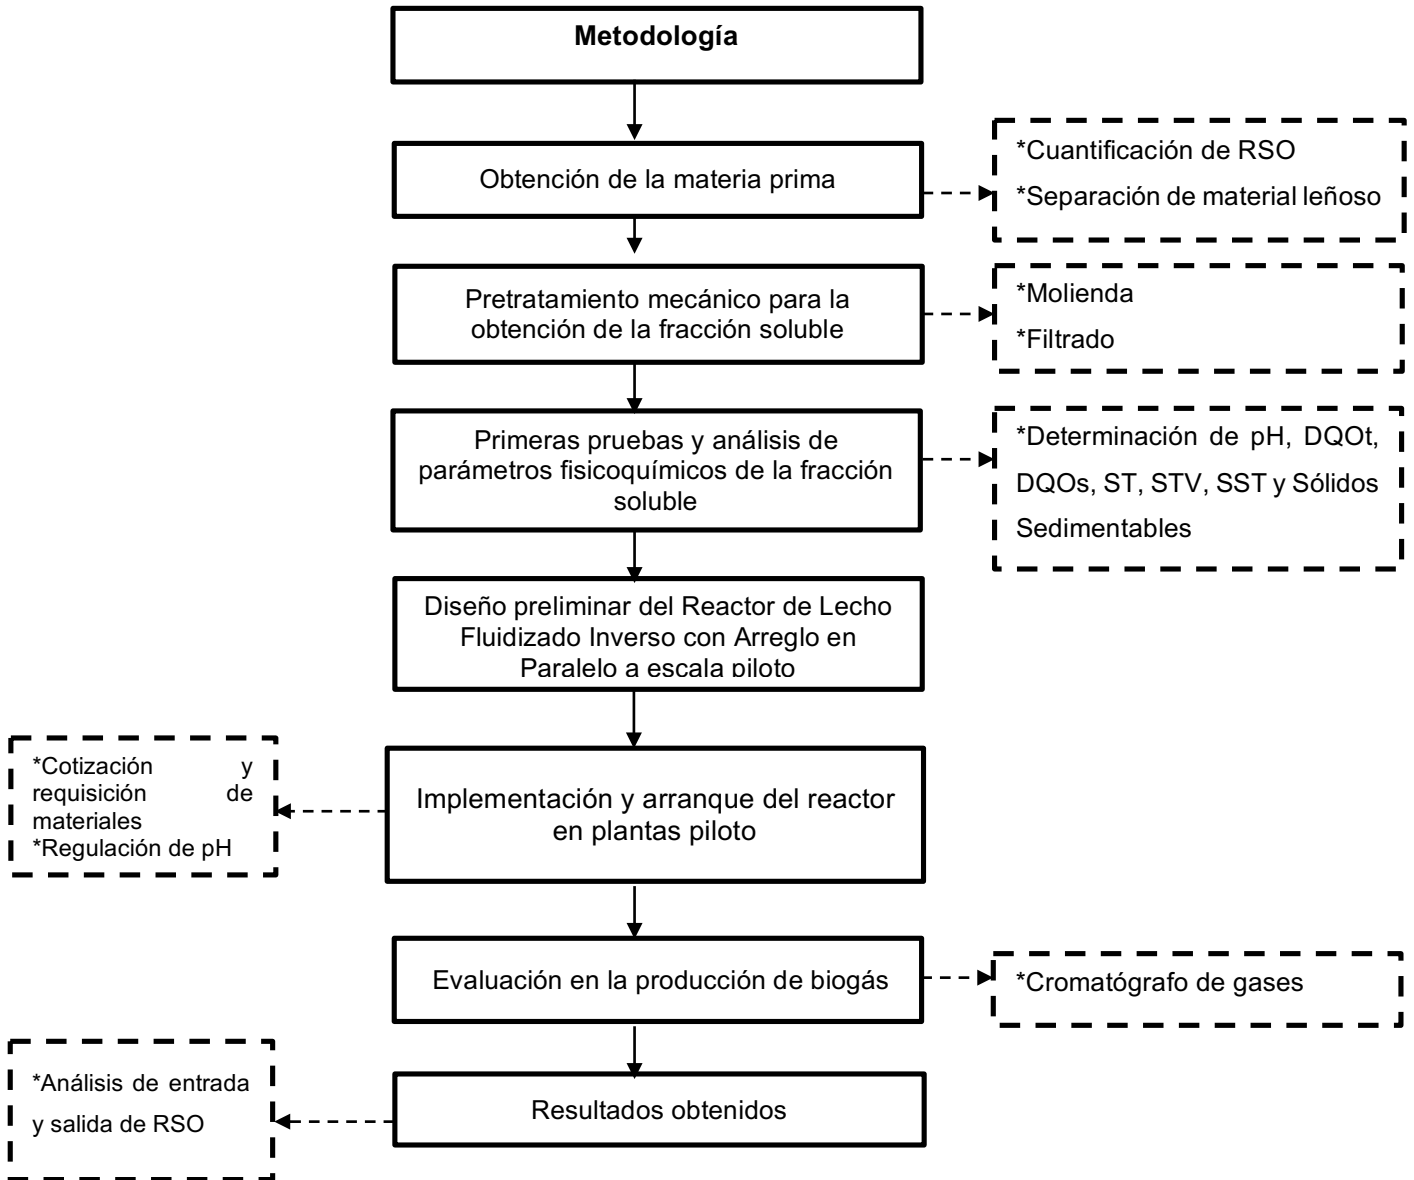 Metodología
Obtención de la materia prima
*Cuantificación de RSO
*Separación de material leñoso
Pretratamiento mecánico para la
obtención de la fracción soluble
*Molienda
*Filtrado
Primeras pruebas y análisis de
parámetros fisicoquímicos de la fracción
soluble
*Determinación de pH, DQOt,
DQOs, ST, STV, SST y Sólidos
Sedimentables
Diseño preliminar del Reactor de Lecho
Fluidizado Inverso con Arreglo en
Paralelo a escala piloto
*Cotización y
requisición de
materiales
*Regulación de pH
Implementación y arranque del reactor
en plantas piloto
Evaluación en la producción de biogás
*Cromatógrafo de gases
*Análisis de entrada
y salida de RSO
Resultados obtenidos